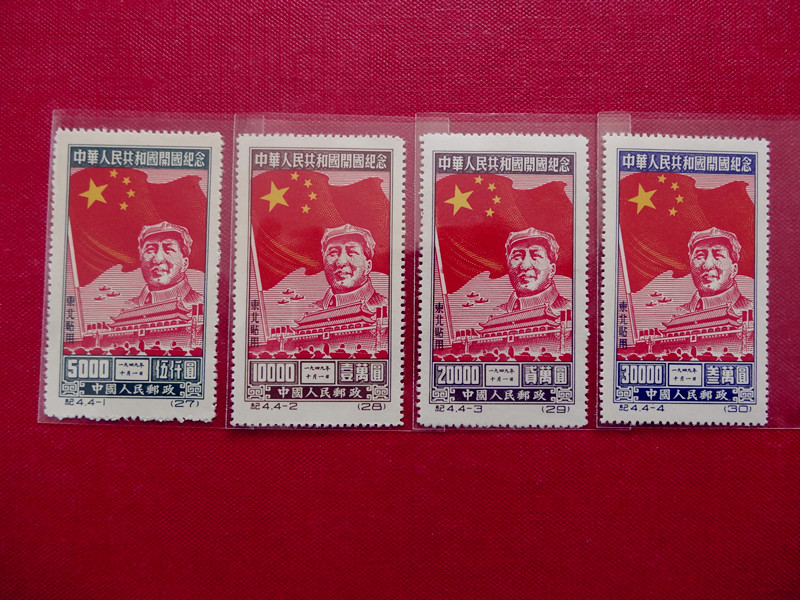 中華人民共和國開國紀念
東北貼用
5000 一九四九年十月一日 伍仟圓
中國人民郵政
紀4.4-1 (27)
中華人民共和國開國紀念
東北貼用
10000 一九四九年十月一日 壹萬圓
中國人民郵政
紀4.4-2 (28)
中華人民共和國開國紀念
東北貼用
20000 一九四九年十月一日 貳萬圓
中國人民郵政
紀4.4-3 (29)
中華人民共和國開國紀念
東北貼用
30000 一九四九年十月一日 叁萬圓
中國人民郵政
紀4.4-4 (30)